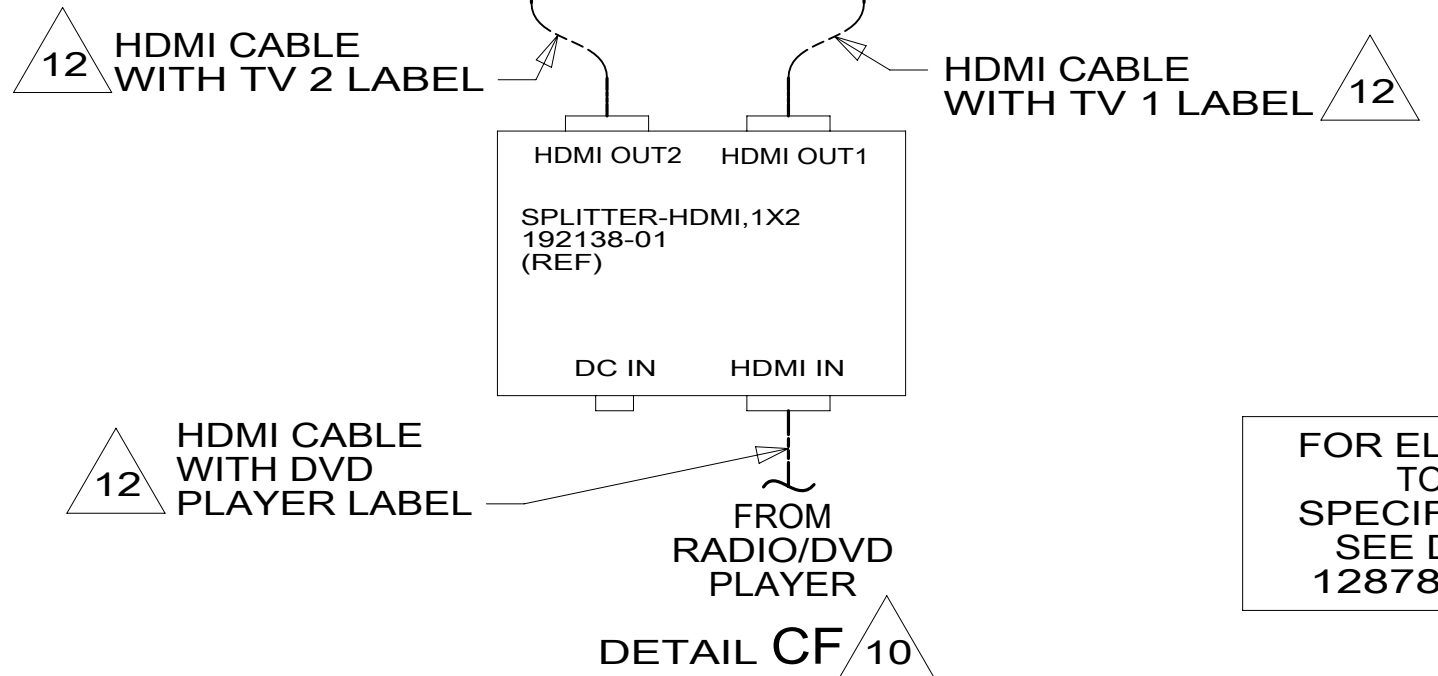 12
HDMI CABLE
WITH TV 2 LABEL
HDMI CABLE
WITH TV 1 LABEL
12
HDMI OUT2
HDMI OUT1
SPLITTER-HDMI,1X2
192138-01
(REF)
DC IN
HDMI IN
12
HDMI CABLE
WITH DVD
PLAYER LABEL
FROM
RADIO/DVD
PLAYER
DETAIL CF
10
FOR
SEE